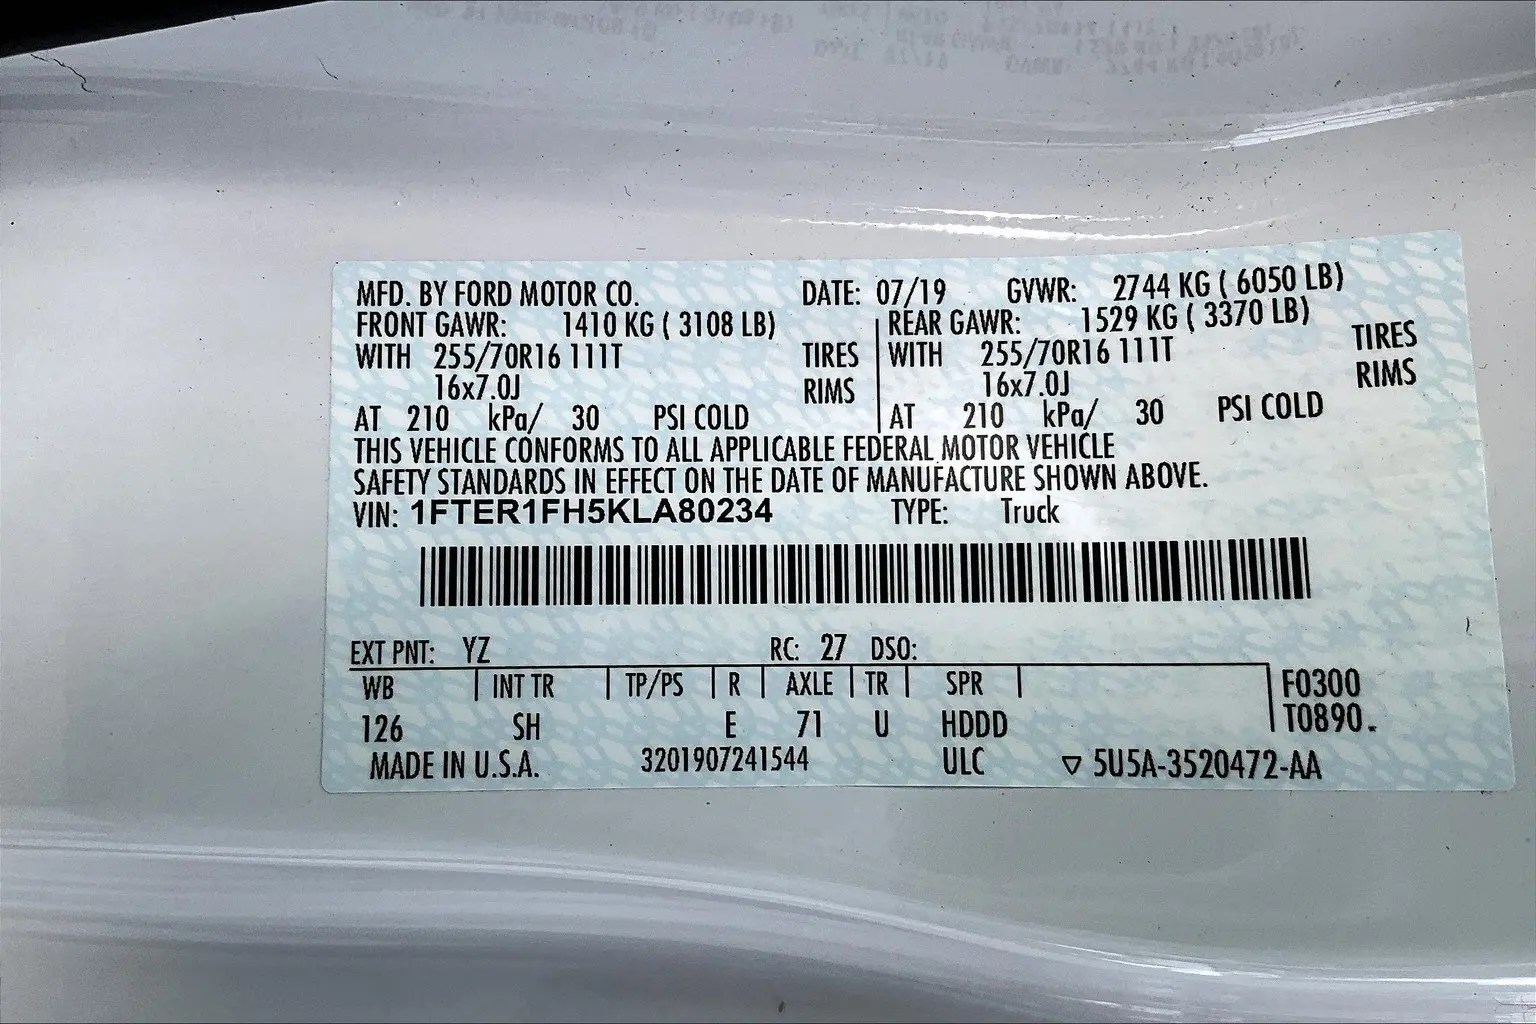 MFD. BY FORD MOTOR CO. DATE: 07/19 GVWR: 2744 KG ( 6050 LB)
FRONT GAWR: 1410 KG ( 3108 LB) REAR GAWR: 1529 KG ( 3370 LB)
WITH 255/70R16 111T TIRES WITH 255/70R16 111T TIRES
16x7.0J RIMS 16x7.0J RIMS
AT 210 kPa/ 30 PSI COLD AT 210 kPa/ 30 PSI COLD
THIS VEHICLE CONFORMS TO ALL APPLICABLE FEDERAL MOTOR VEHICLE
SAFETY STANDARDS IN EFFECT ON THE DATE OF MANUFACTURE SHOWN ABOVE.
VIN: 1FTER1FH5KLA80234 TYPE: Truck
EXT PNT: YZ RC: 27 DSO:
WB INT TR TP/PS R AXLE TR SPR F0300
126 SH E 71 U HDDD T0890.
MADE IN U.S.A. 3201907241544 ULC ▽ 5U5A-3520472-AA